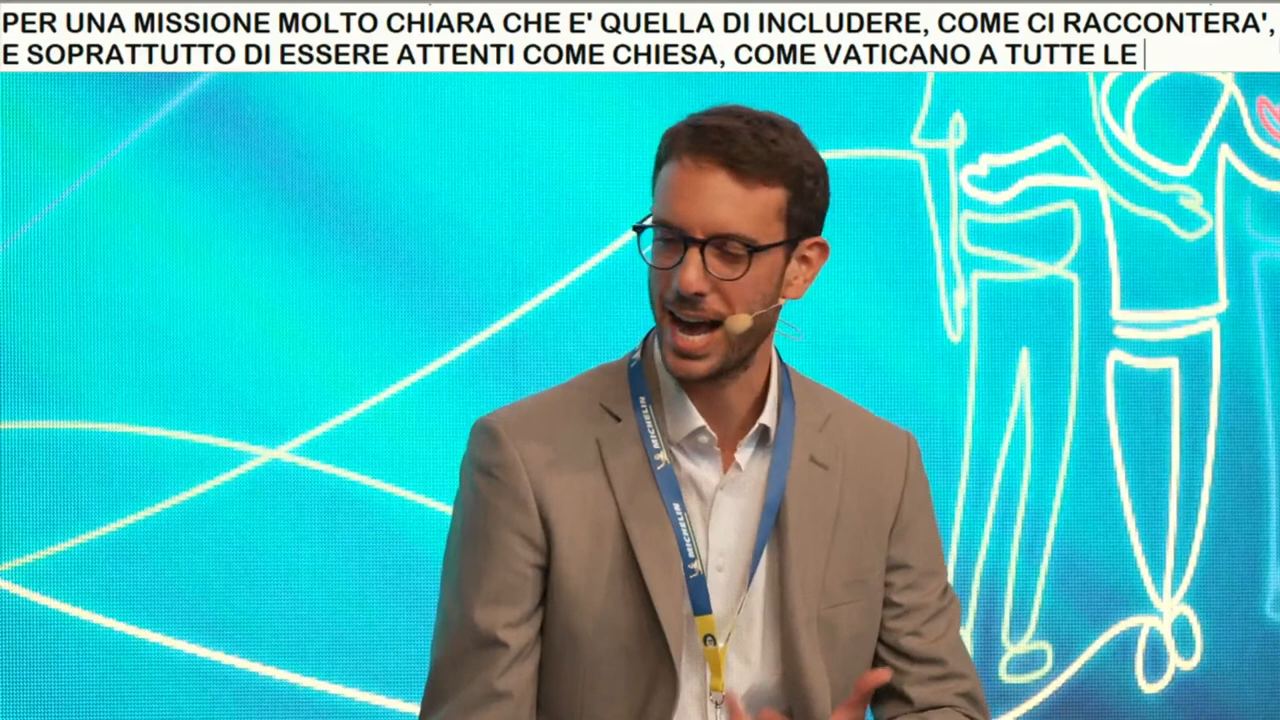 PER UNA MISSIONE MOLTO CHIARA CHE E' QUELLA DI INCLUDERE, COME CI RACCONTERA',
E SOPRATTUTTO DI ESSERE ATTENTI COME CHIESA, COME VATICANO A TUTTE LE
MICHELIN
MICHELIN